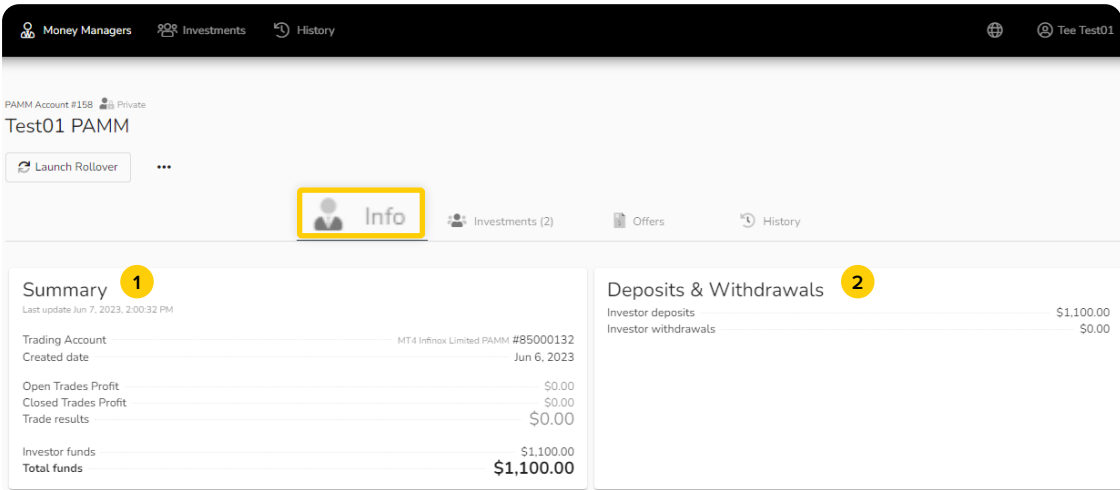 Money Managers Investments History Tee Test01
PAMM Account #158 Private
Test01 PAMM
Launch Rollover •••
Info Investments (2) Offers History
Summary 1
Last update Jun 7, 2023, 2:00:32 PM
Trading Account MT4 Infinox Limited PAMM #85000132
Created date Jun 6, 2023
Open Trades Profit $0.00
Closed Trades Profit $0.00
Trade results $0.00
Investor funds $1,100.00
Total funds $1,100.00
Deposits & Withdrawals 2
Investor deposits $1,100.00
Investor withdrawals $0.00